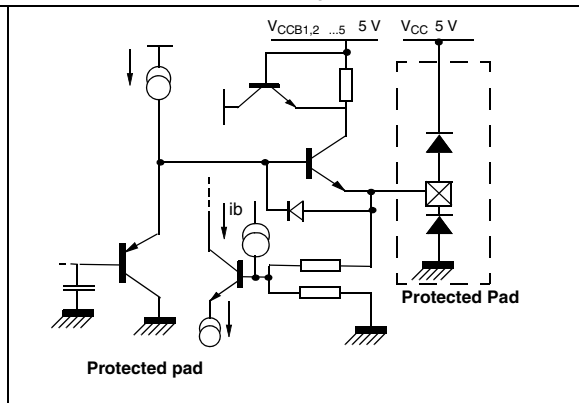 VCCB1,2 ...5 5 V
VCC 5 V
ib
Protected Pad
Protected pad